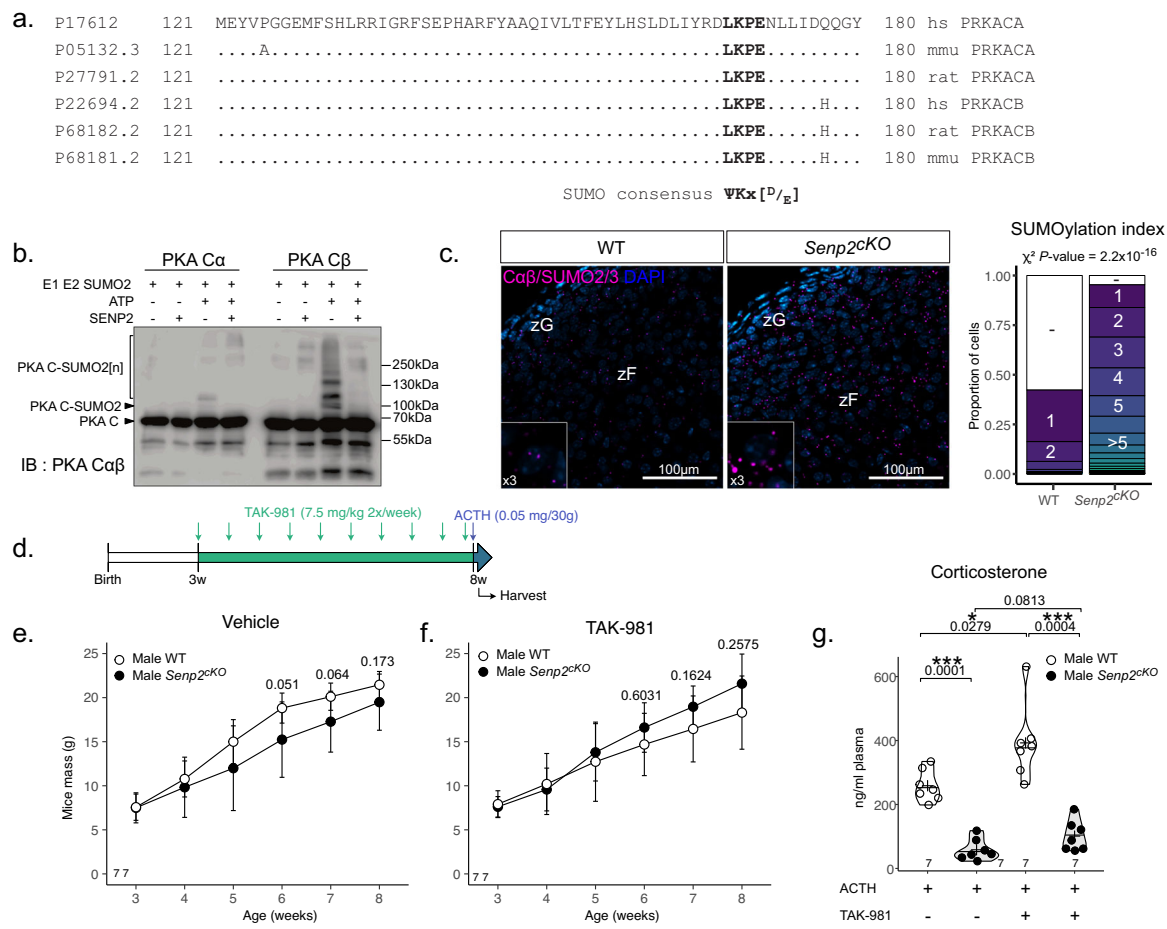 a.
P17612 121 MEYVPGGEMFSHLRRIGRFSEPHARFYAAQIVLTFEYLHSLDLIYRDLKPENLLIDQQGY 180 hs PRKACA
P05132.3 121 ....A.......................................... LKPE......... 180 mmu PRKACA
P27791.2 121 ...............................................LKPE......... 180 rat PRKACA
P22694.2 121 ...............................................LKPE.....H... 180 hs PRKACB
P68182.2 121 ...............................................LKPE.....H... 180 rat PRKACB
P68181.2 121 ...............................................LKPE.....H... 180 mmu PRKACB
SUMO consensus ΨKx[D/E]
b.
PKA Cα PKA Cβ
E1 E2 SUMO2 + + + + + + + +
ATP - - + + - - + +
SENP2 - + - + - + - +
PKA C-SUMO2[n]
PKA C-SUMO2
PKA C
250kDa
130kDa
100kDa
70kDa
55kDa
IB : PKA Cαβ
c.
WT Senp2cKO
Cαβ/SUMO2/3 DAPI
zG
zF
x3
100μm
zG
zF
x3
100μm
SUMOylation index
χ² P-value = 2.2x10-16
Proportion of cells
1.00
0.75
0.50
0.25
0.00
-
1
2
-
1
2
3
4
5
>5
WT Senp2cKO
d.
TAK-981 (7.5 mg/kg 2x/week) ACTH (0.05 mg/30g)
Birth 3w 8w
Harvest
e.
Vehicle
Male WT
Male Senp2cKO
0.051 0.064 0.173
Mice mass (g)
25
20
15
10
5
0
7 7
3 4 5 6 7 8
Age (weeks)
f.
TAK-981
Male WT
Male Senp2cKO
0.6031 0.1624 0.2575
25
20
15
10
5
0
7 7
3 4 5 6 7 8
Age (weeks)
g.
Corticosterone
0.0813
* ***
0.0279 0.0004
***
0.0001
Male WT
Male Senp2cKO
ng/ml plasma
600
400
200
0
7 7 7 7
ACTH + + + +
TAK-981 - - + +